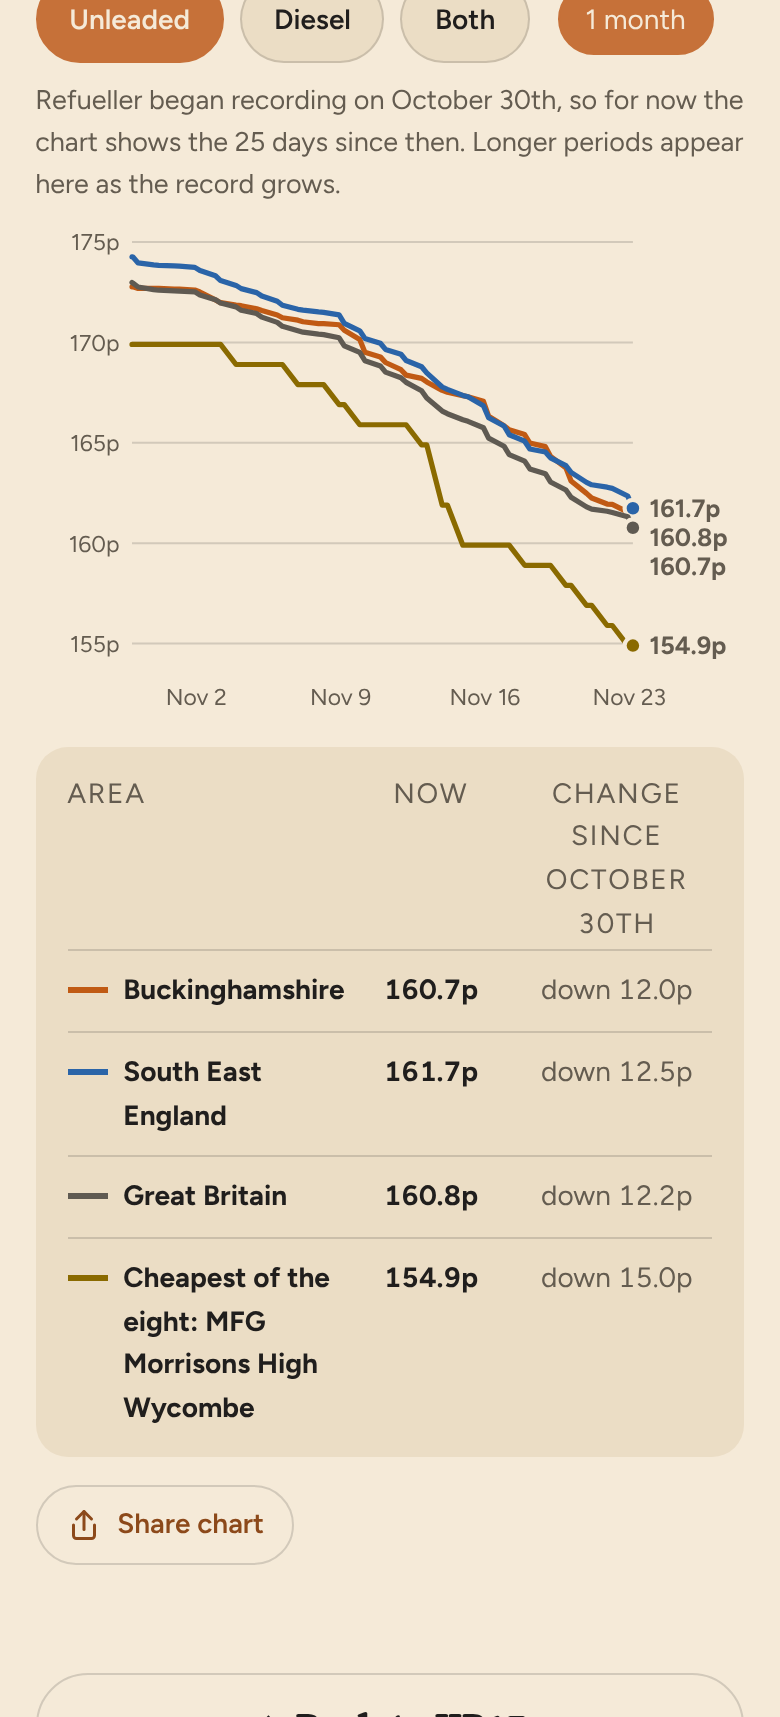 Unleaded Diesel Both 1 month
Refueller began recording on October 30th, so for now the
chart shows the 25 days since then. Longer periods appear
here as the record grows.
175p
170p
165p
160p
155p
161.7p
160.8p
160.7p
154.9p
Nov 2 Nov 9 Nov 16 Nov 23
AREA NOW CHANGE
SINCE
OCTOBER
30TH
Buckinghamshire 160.7p down 12.0p
South East 161.7p down 12.5p
England
Great Britain 160.8p down 12.2p
Cheapest of the 154.9p down 15.0p
eight: MFG
Morrisons High
Wycombe
Share chart